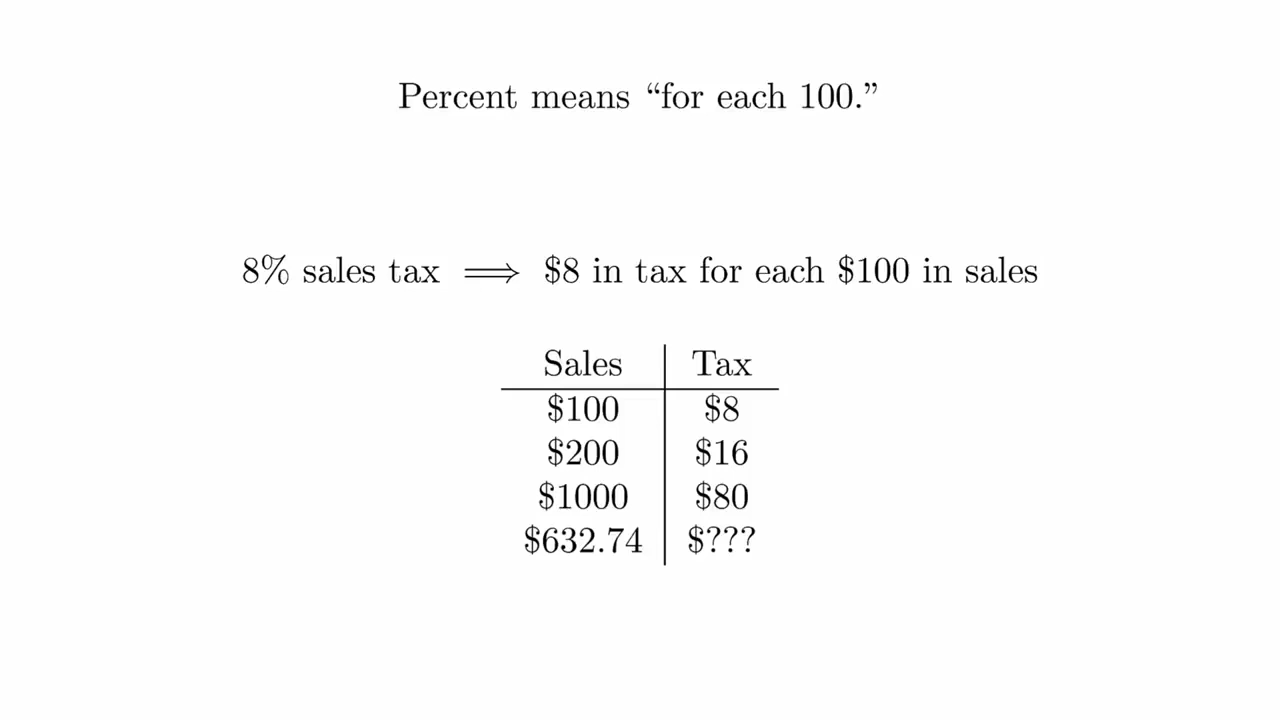 Percent means “for each 100.”
8% sales tax ⟹ $8 in tax for each $100 in sales
Sales Tax
$100 $8
$200 $16
$1000 $80
$632.74 $???